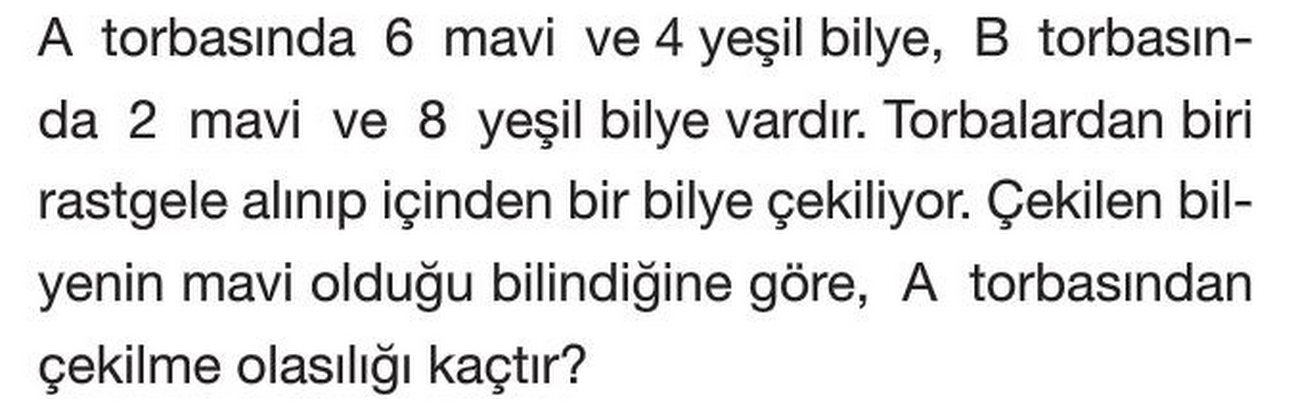 A torbasında 6 mavi ve 4 yeşil bilye, B torbasın-
da 2 mavi ve 8 yeşil bilye vardır. Torbalardan biri
rastgele alınıp içinden bir bilye çekiliyor. Çekilen bil-
yenin mavi olduğu bilindiğine göre, A torbasından
çekilme olasılığı kaçtır?